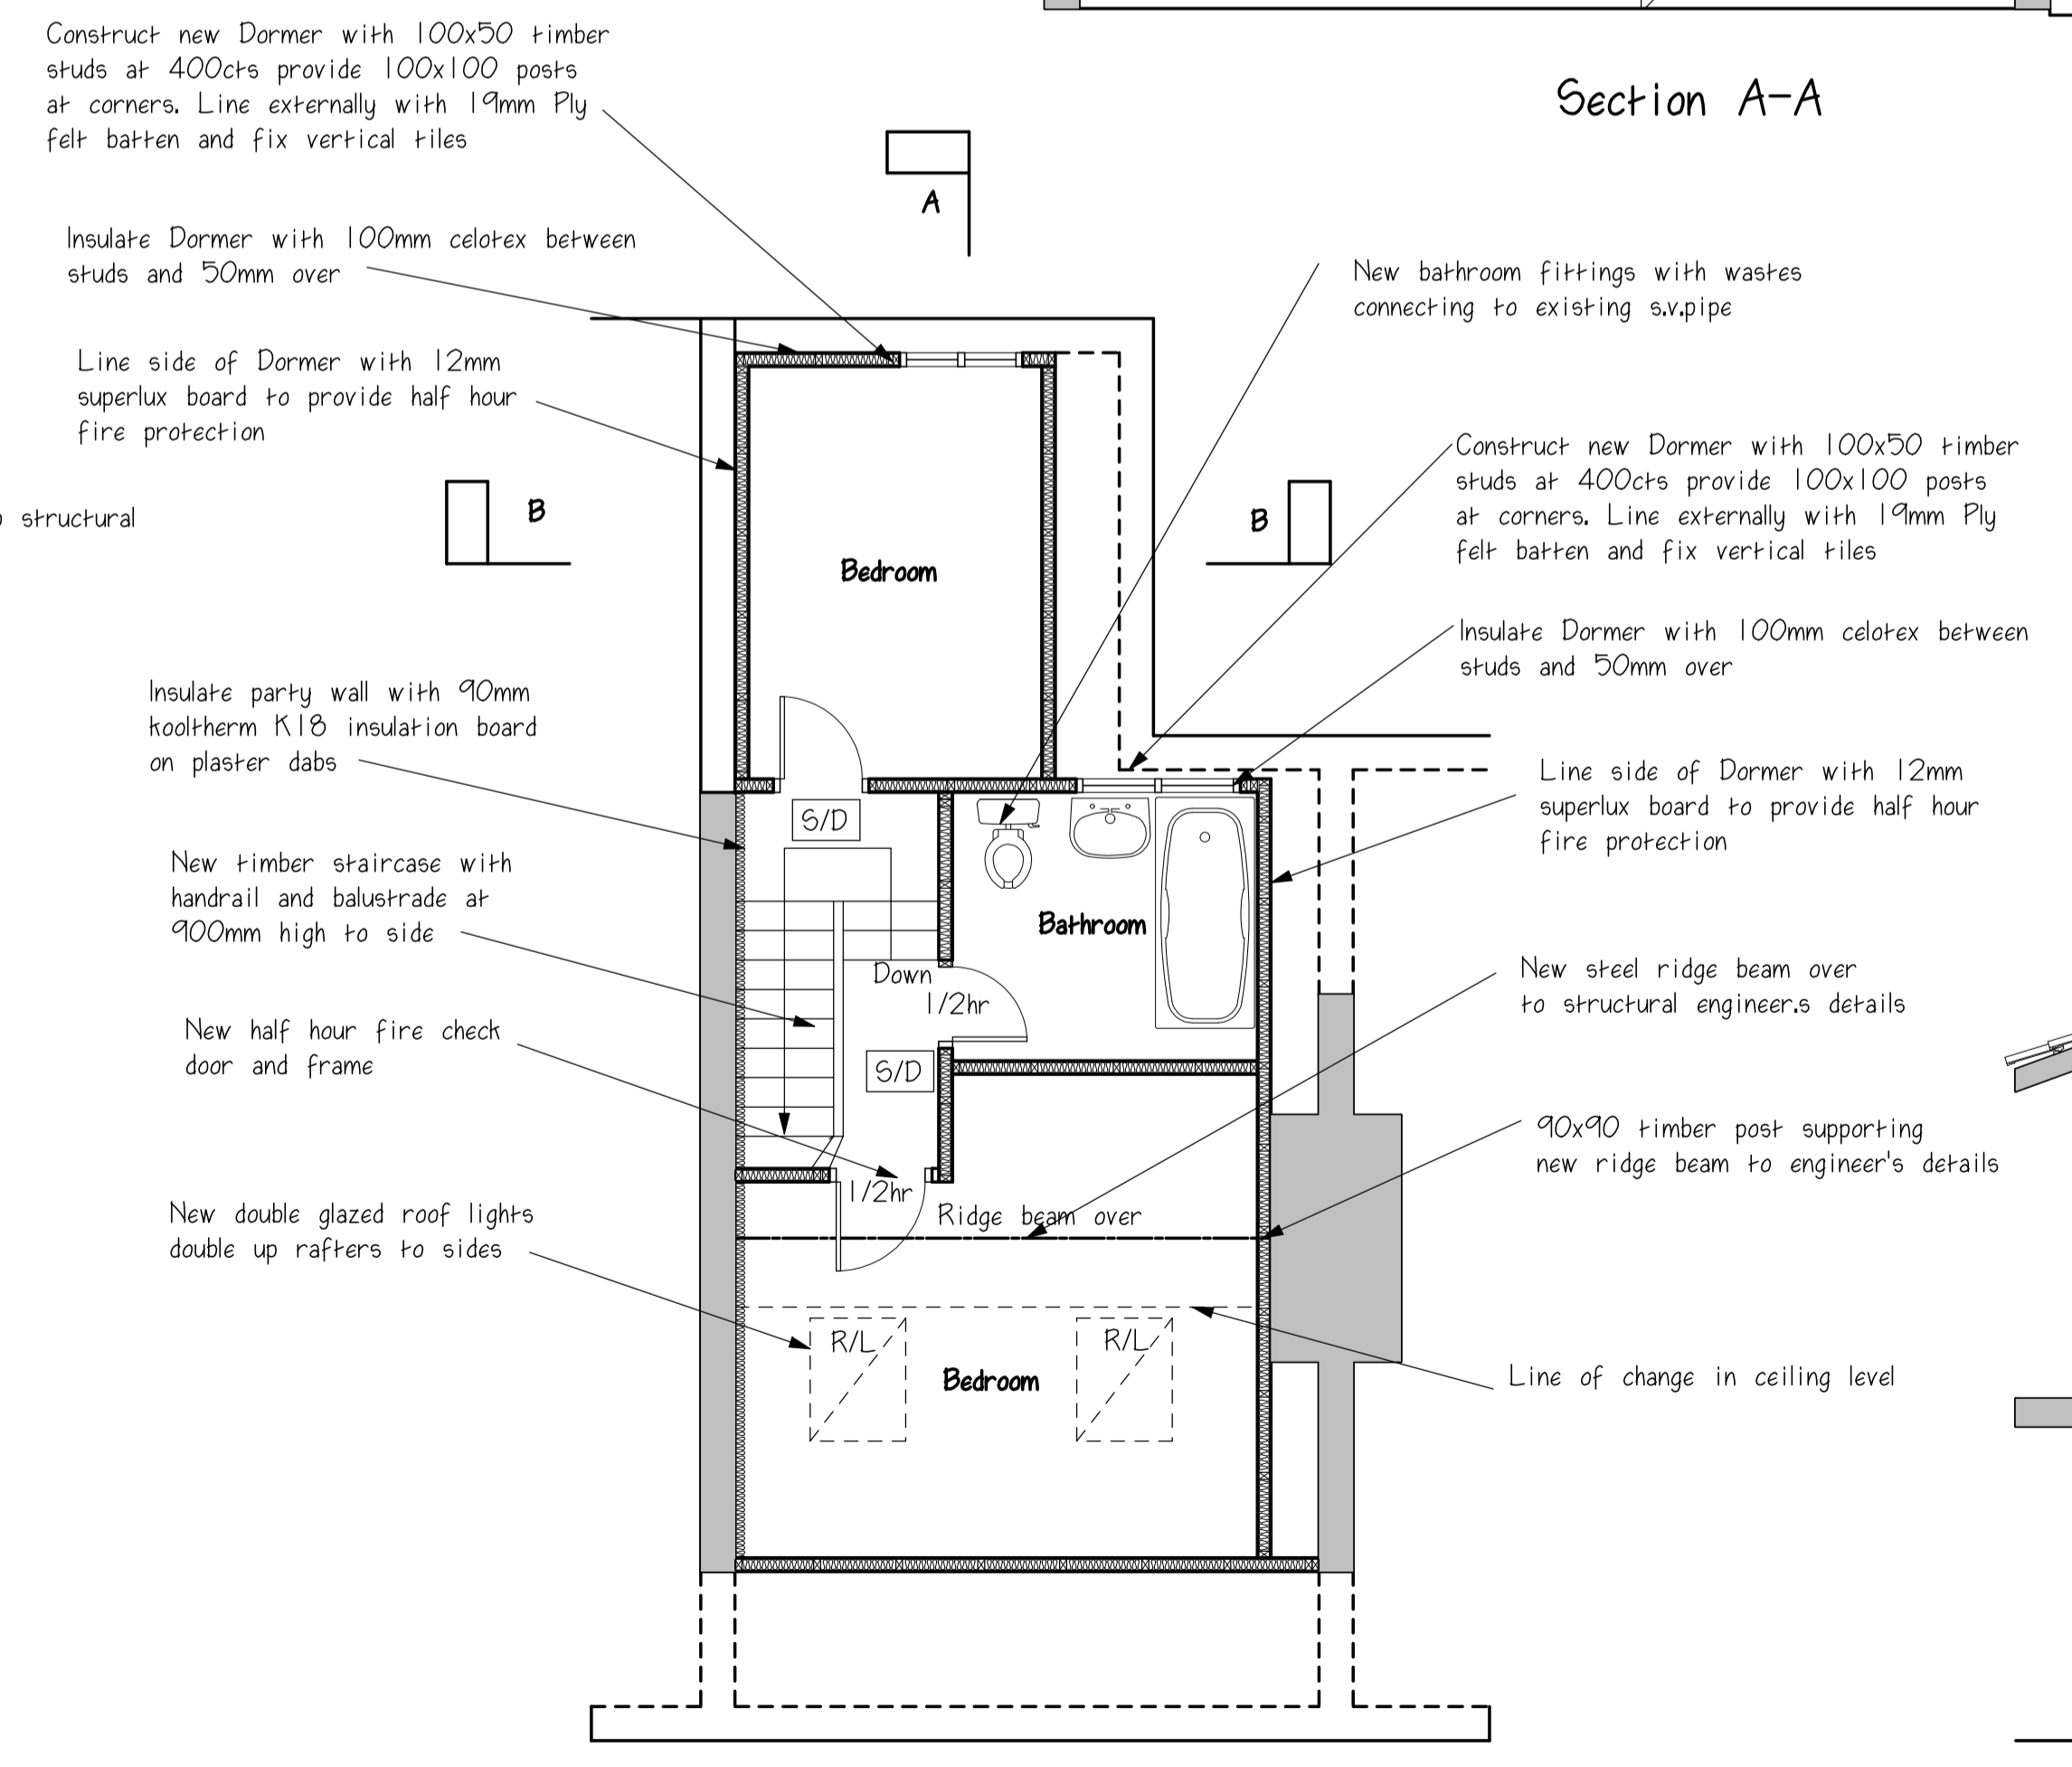 Construct new Dormer with 100x50 timber
studs at 400cts provide 100x100 posts
at corners. Line externally with 19mm Ply
felt batten and fix vertical tiles
Section A-A
A
Insulate Dormer with 100mm celotex between
studs and 50mm over
New bathroom fittings with wastes
connecting to existing s.v.pipe
Line side of Dormer with 12mm
superlux board to provide half hour
fire protection
Construct new Dormer with 100x50 timber
studs at 400cts provide 100x100 posts
at corners. Line externally with 19mm Ply
felt batten and fix vertical tiles
structural
B
B
Bedroom
Insulate Dormer with 100mm celotex between
studs and 50mm over
Insulate party wall with 90mm
kooltherm K18 insulation board
on plaster dabs
Line side of Dormer with 12mm
superlux board to provide half hour
fire protection
S/D
New timber staircase with
handrail and balustrade at
900mm high to side
Bathroom
Down
1/2hr
New steel ridge beam over
to structural engineer.s details
New half hour fire check
door and frame
S/D
90x90 timber post supporting
new ridge beam to engineer's details
1/2hr
Ridge beam over
New double glazed roof lights
double up rafters to sides
R/L
R/L
Bedroom
Line of change in ceiling level